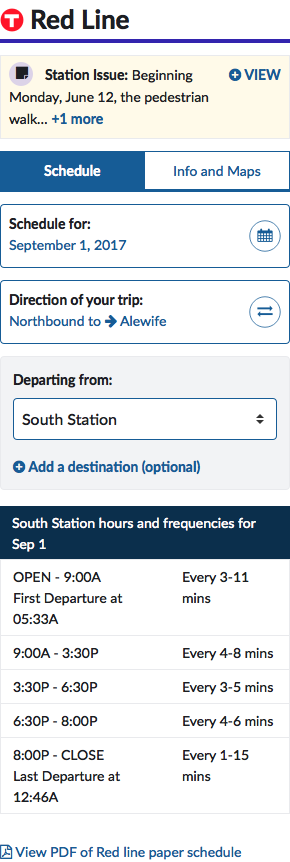 T Red Line
Station Issue: Beginning
Monday, June 12, the pedestrian
walk... +1 more
VIEW
Schedule
Info and Maps
Schedule for:
September 1, 2017
Direction of your trip:
Northbound to → Alewife
Departing from:
South Station
Add a destination (optional)
South Station hours and frequencies for
Sep 1
OPEN - 9:00A
First Departure at
05:33A
Every 3-11
mins
9:00A - 3:30P
Every 4-8 mins
3:30P - 6:30P
Every 3-5 mins
6:30P - 8:00P
Every 4-6 mins
8:00P - CLOSE
Last Departure at
12:46A
Every 1-15
mins
View PDF of Red line paper schedule